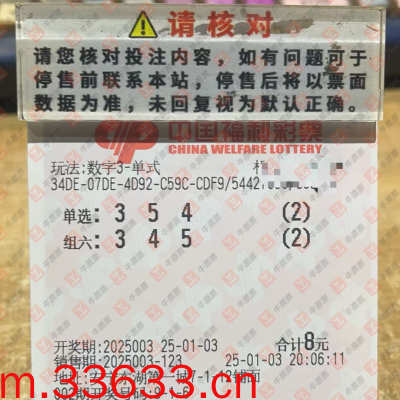 请核对
请您核对投注内容，如有问题可于
停售前联系本站，停售后将以票面
数据为准，未回复视为默认正确。
中国福利彩票
CHINA WELFARE LOTTERY
玩法:数字3-单式
34DE-07DE-4D92-C59C-CDF9/5442
单选: 3 5 4 (2)
组六: 3 4 5 (2)
开奖期:2025003 25-01-03 合计8元
销售期:2025003-123 25-01-03 20:06:11
地址:
m.33633.com.cn